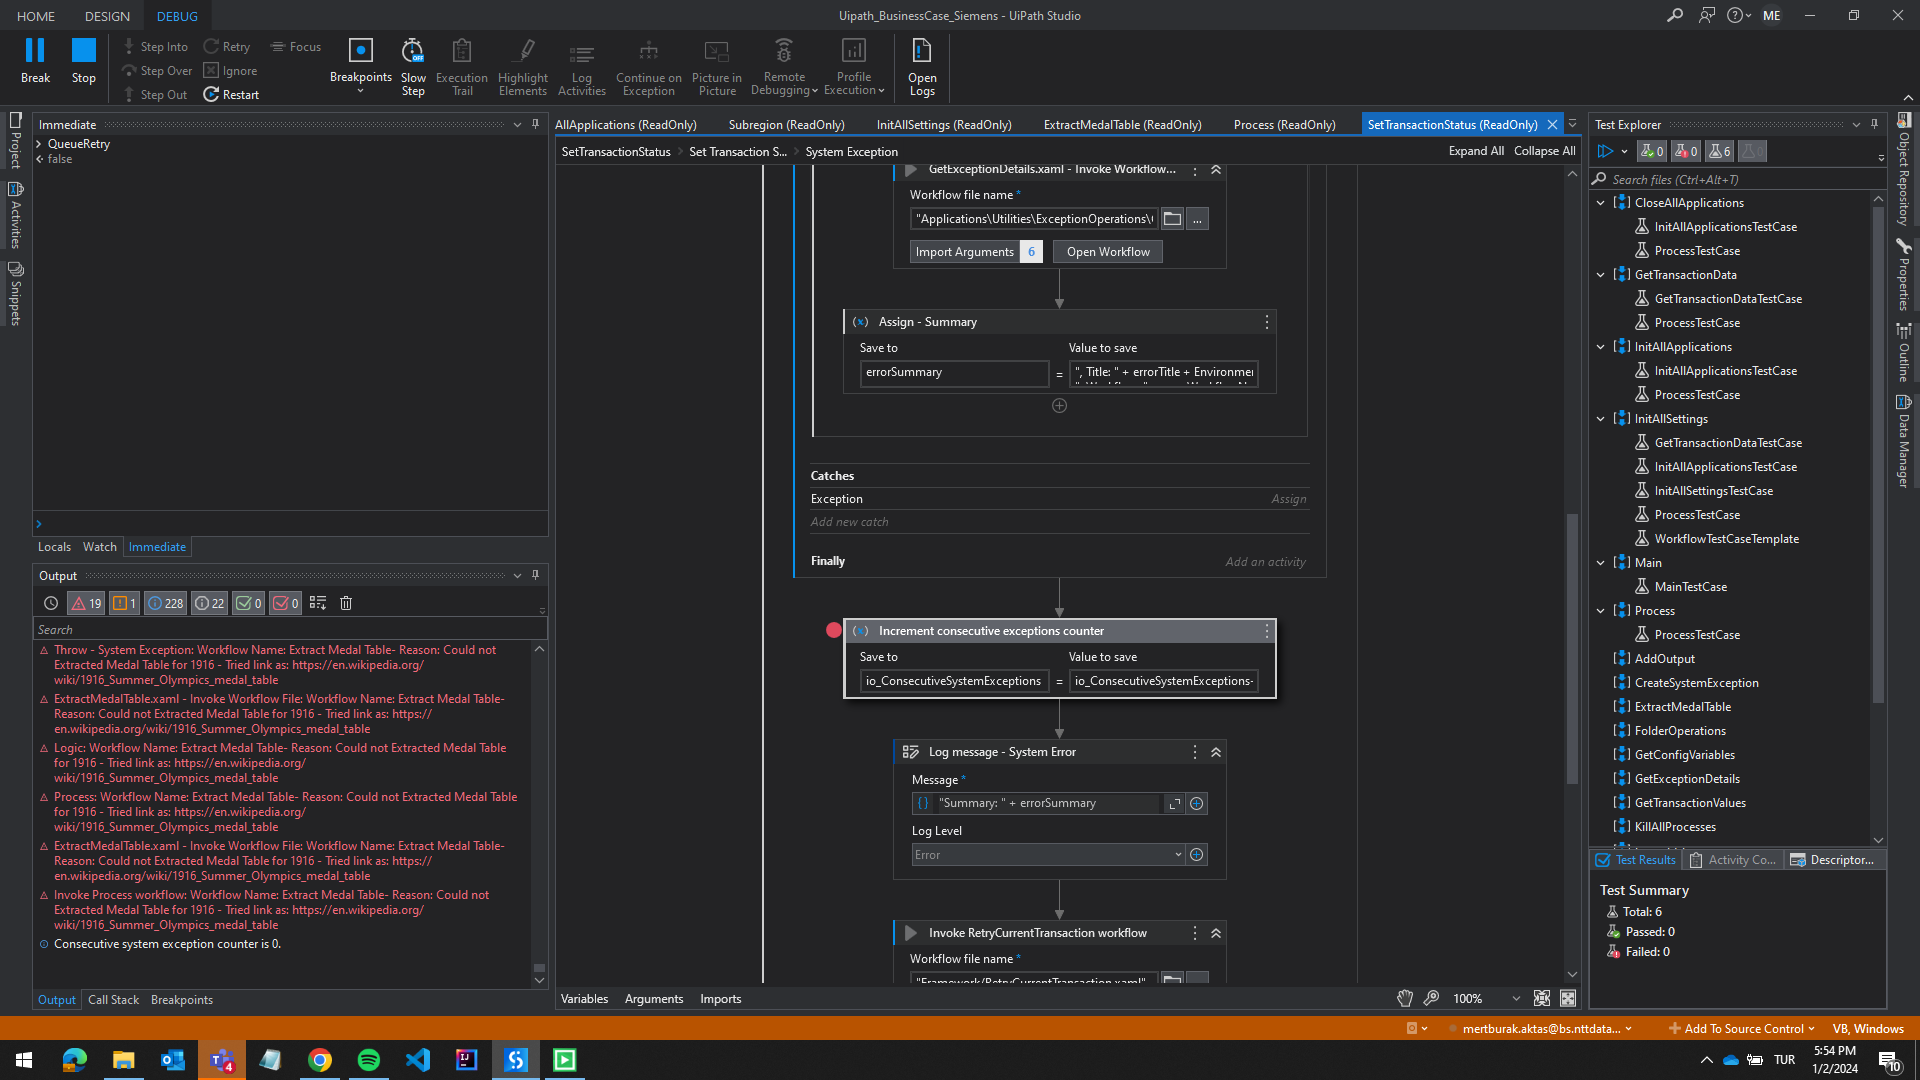 HOME
DESIGN
DEBUG
Uipath_BusinessCase_Siemens - UiPath Studio
ME
Break
Stop
Step Into
Step Over
Step Out
Retry
Ignore
Restart
Focus
Breakpoints
Slow
Step
OFF
Execution
Trail
Highlight
Elements
Log
Activities
Continue on
Exception
Picture in
Picture
Remote
Debugging
Profile
Execution
Open
Logs
Project
Activities
Snippets
Immediate
QueueRetry
false
Locals
Watch
Immediate
Output
19
1
228
22
0
0
Search
Throw - System Exception: Workflow Name: Extract Medal Table- Reason: Could not
Extracted Medal Table for 1916 - Tried link as: https://en.wikipedia.org/
wiki/1916_Summer_Olympics_medal_table
ExtractMedalTable.xaml - Invoke Workflow File: Workflow Name: Extract Medal Table-
Reason: Could not Extracted Medal Table for 1916 - Tried link as: https://
en.wikipedia.org/wiki/1916_Summer_Olympics_medal_table
Logic: Workflow Name: Extract Medal Table- Reason: Could not Extracted Medal Table
for 1916 - Tried link as: https://en.wikipedia.org/
wiki/1916_Summer_Olympics_medal_table
Process: Workflow Name: Extract Medal Table- Reason: Could not Extracted Medal Table
for 1916 - Tried link as: https://en.wikipedia.org/
wiki/1916_Summer_Olympics_medal_table
ExtractMedalTable.xaml - Invoke Workflow File: Workflow Name: Extract Medal Table-
Reason: Could not Extracted Medal Table for 1916 - Tried link as: https://
en.wikipedia.org/wiki/1916_Summer_Olympics_medal_table
Invoke Process workflow: Workflow Name: Extract Medal Table- Reason: Could not
Extracted Medal Table for 1916 - Tried link as: https://en.wikipedia.org/
wiki/1916_Summer_Olympics_medal_table
Consecutive system exception counter is 0.
Output
Call Stack
Breakpoints
AllApplications (ReadOnly)
Subregion (ReadOnly)
InitAllSettings (ReadOnly)
ExtractMedalTable (ReadOnly)
Process (ReadOnly)
SetTransactionStatus (ReadOnly)
SetTransactionStatus
Set Transaction S...
System Exception
Expand All
Collapse All
GetExceptionDetails.xaml - Invoke Workflow...
Workflow file name *
"Applications\Utilities\ExceptionOperations\
...
Import Arguments
6
Open Workflow
Assign - Summary
Save to
Value to save
errorSummary
=
", Title: " + errorTitle + Environme
Catches
Exception
Assign
Add new catch
Finally
Add an activity
Increment consecutive exceptions counter
Save to
Value to save
io_ConsecutiveSystemExceptions
=
io_ConsecutiveSystemExceptions-
Log message - System Error
Message *
"Summary: " + errorSummary
Log Level
Error
Invoke RetryCurrentTransaction workflow
Workflow file name *
"Framework/RetryCurrentTransaction.xaml"
Variables
Arguments
Imports
100%
Test Explorer
0
0
6
0
Search files (Ctrl+Alt+T)
CloseAllApplications
InitAllApplicationsTestCase
ProcessTestCase
GetTransactionData
GetTransactionDataTestCase
ProcessTestCase
InitAllApplications
InitAllApplicationsTestCase
ProcessTestCase
InitAllSettings
GetTransactionDataTestCase
InitAllApplicationsTestCase
InitAllSettingsTestCase
ProcessTestCase
WorkflowTestCaseTemplate
Main
MainTestCase
Process
ProcessTestCase
AddOutput
CreateSystemException
ExtractMedalTable
FolderOperations
GetConfigVariables
GetExceptionDetails
GetTransactionValues
KillAllProcesses
Test Results
Activity Co...
Descriptor...
Test Summary
Total: 6
Passed: 0
Failed: 0
Object Repository
Properties
Outline
Data Manager
mertburak.aktas@bs.nttdata...
Add To Source Control
VB, Windows
4
TUR
5:54 PM
1/2/2024
10